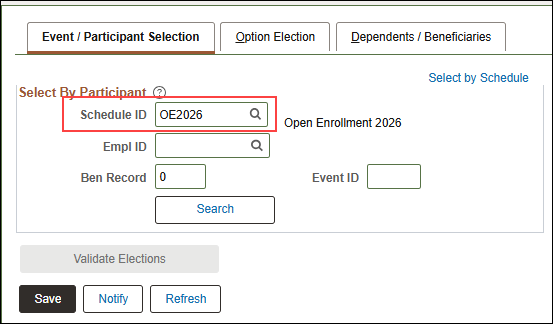 Event / Participant Selection Option Election Dependents / Beneficiaries
Select by Schedule
Select By Participant ?
Schedule ID OE2026 Open Enrollment 2026
Empl ID
Ben Record 0 Event ID
Search
Validate Elections
Save Notify Refresh